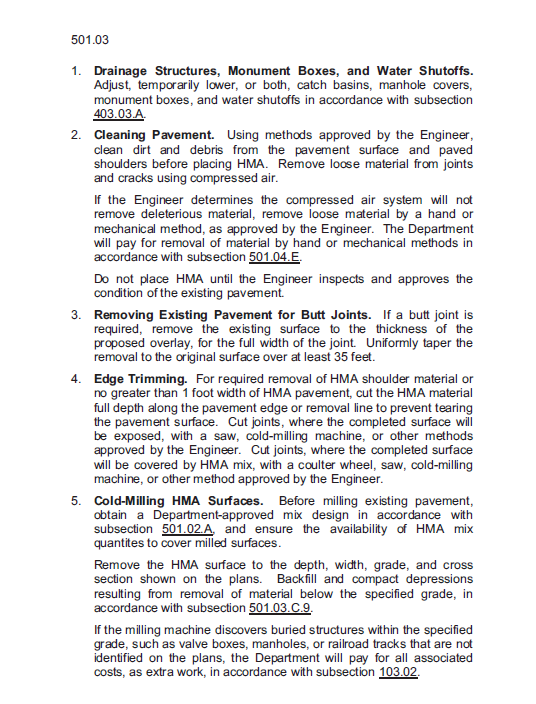 501.03
1. Drainage Structures, Monument Boxes, and Water Shutoffs.
Adjust, temporarily lower, or both, catch basins, manhole covers,
monument boxes, and water shutoffs in accordance with subsection
403.03.A.
2. Cleaning Pavement. Using methods approved by the Engineer,
clean dirt and debris from the pavement surface and paved
shoulders before placing HMA. Remove loose material from joints
and cracks using compressed air.
If the Engineer determines the compressed air system will not
remove deleterious material, remove loose material by a hand or
mechanical method, as approved by the Engineer. The Department
will pay for removal of material by hand or mechanical methods in
accordance with subsection 501.04.E.
Do not place HMA until the Engineer inspects and approves the
condition of the existing pavement.
3. Removing Existing Pavement for Butt Joints. If a butt joint is
required, remove the existing surface to the thickness of the
proposed overlay, for the full width of the joint. Uniformly taper the
removal to the original surface over at least 35 feet.
4. Edge Trimming. For required removal of HMA shoulder material or
no greater than 1 foot width of HMA pavement, cut the HMA material
full depth along the pavement edge or removal line to prevent tearing
the pavement surface. Cut joints, where the completed surface will
be exposed, with a saw, cold-milling machine, or other methods
approved by the Engineer. Cut joints, where the completed surface
will be covered by HMA mix, with a coulter wheel, saw, cold-milling
machine, or other method approved by the Engineer.
5. Cold-Milling HMA Surfaces. Before milling existing pavement,
obtain a Department-approved mix design in accordance with
subsection 501.02.A, and ensure the availability of HMA mix
quantites to cover milled surfaces.
Remove the HMA surface to the depth, width, grade, and cross
section shown on the plans. Backfill and compact depressions
resulting from removal of material below the specified grade, in
accordance with subsection 501.03.C.9.
If the milling machine discovers buried structures within the specified
grade, such as valve boxes, manholes, or railroad tracks that are not
identified on the plans, the Department will pay for all associated
costs, as extra work, in accordance with subsection 103.02.